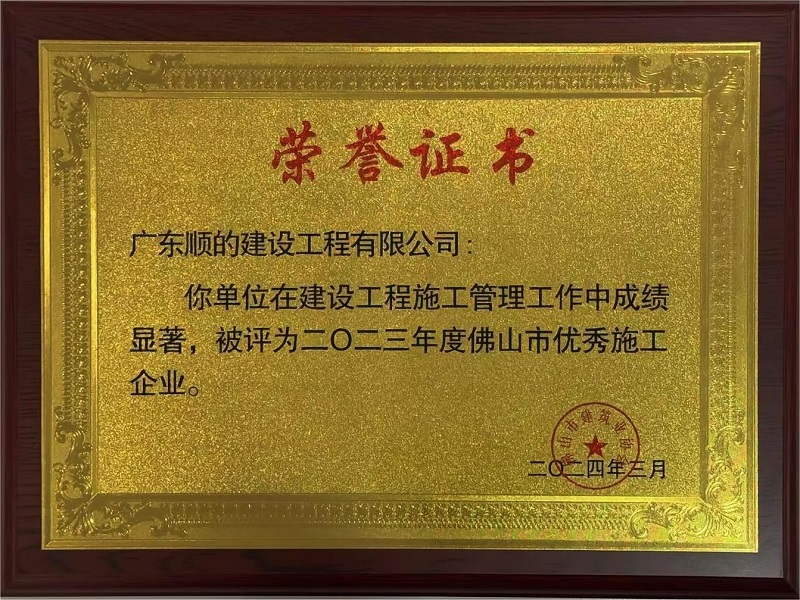 荣誉证书
广东顺的建设工程有限公司：
你单位在建设工程施工管理工作中成绩
显著，被评为二〇二三年度佛山市优秀施工
企业。
佛山市建筑业协会
二〇二四年三月